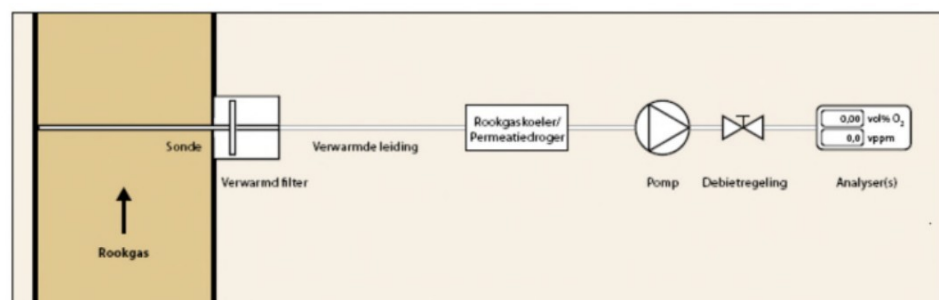 Rookgaskoeler/
Permeatiedroger
0,00 vol% O₂
0,0 vppm
Sonde
Verwarmde leiding
Verwarmd filter
Pomp
Debietregeling
Analyser(s)
Rookgas